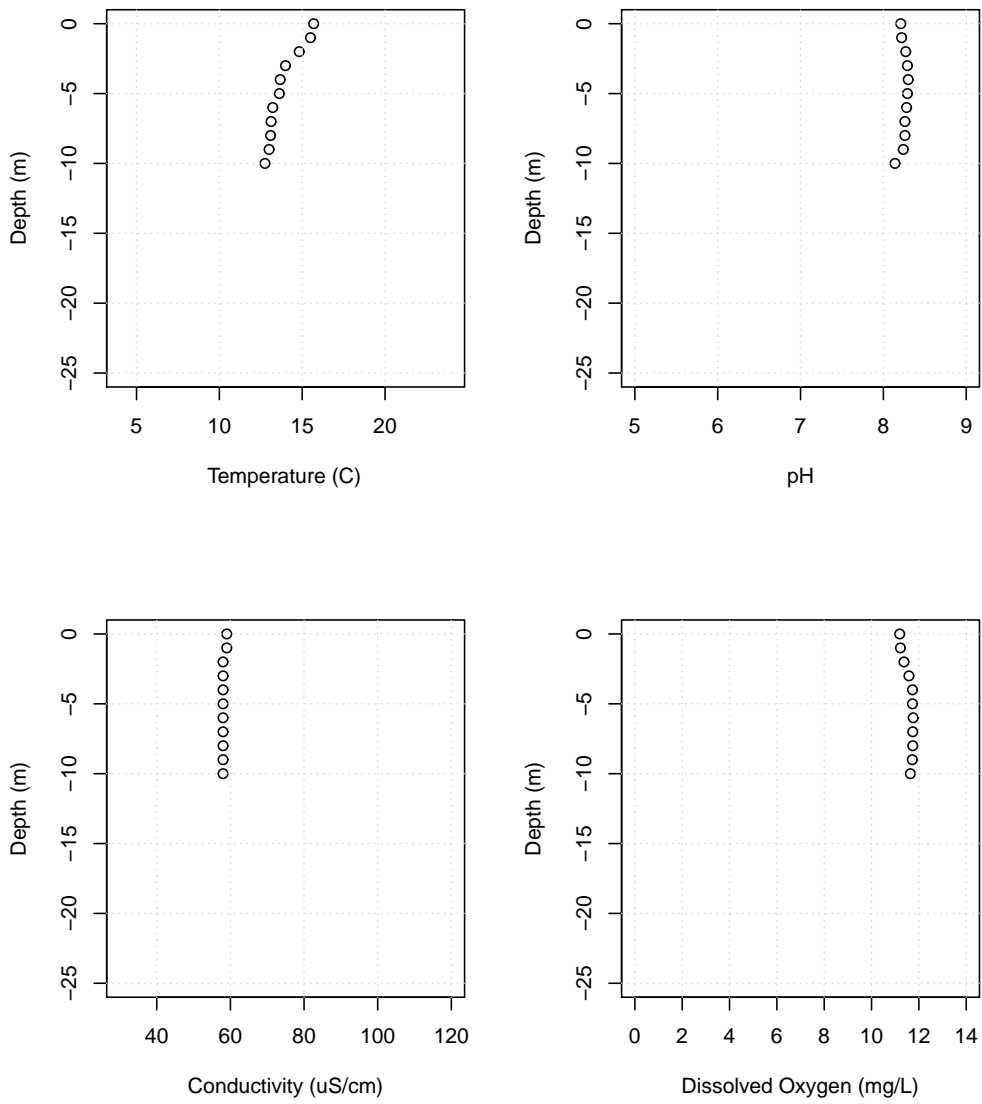 0
−5
−10
−15
−20
−25
Depth (m)
5 10 15 20
Temperature (C)
0
−5
−10
−15
−20
−25
Depth (m)
5 6 7 8 9
pH
0
−5
−10
−15
−20
−25
Depth (m)
40 60 80 100 120
Conductivity (uS/cm)
0
−5
−10
−15
−20
−25
Depth (m)
0 2 4 6 8 10 12 14
Dissolved Oxygen (mg/L)